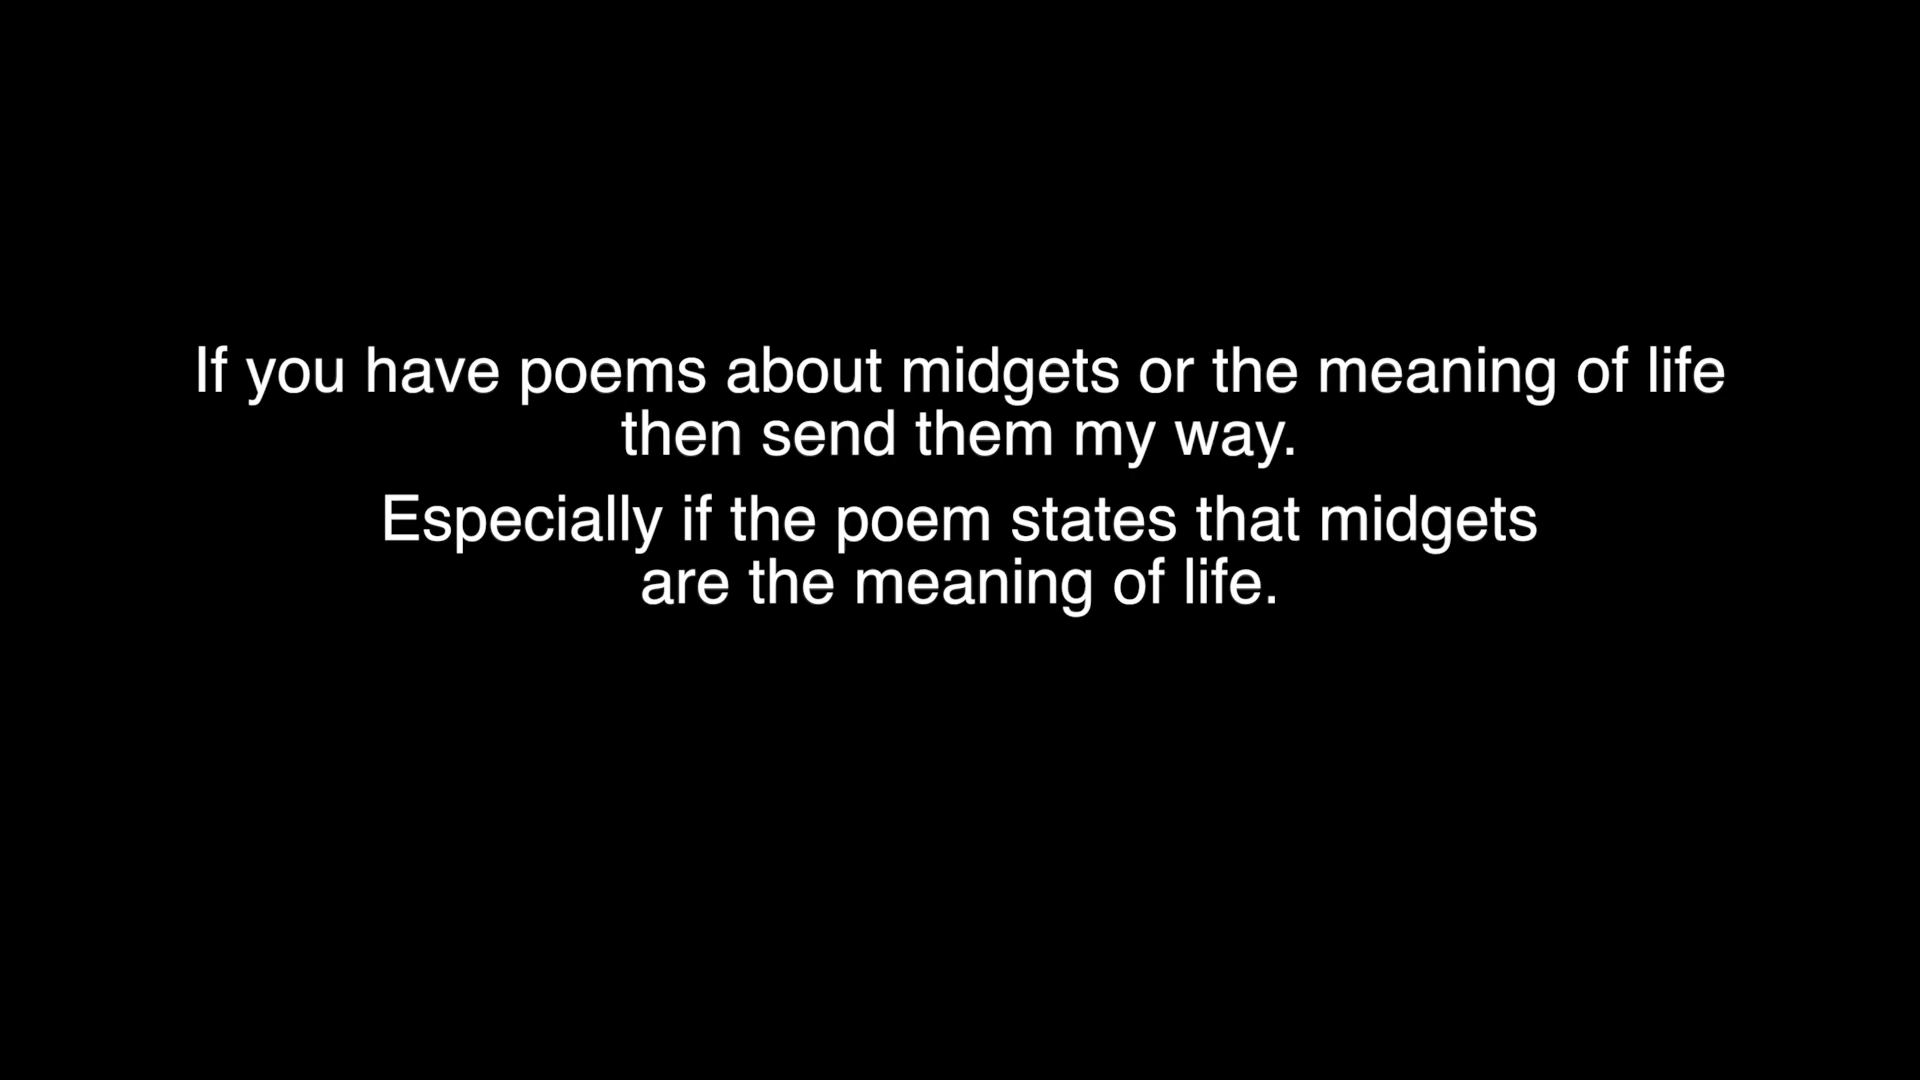 If you have poems about midgets or the meaning of life
then send them my way.
Especially if the poem states that midgets
are the meaning of life.